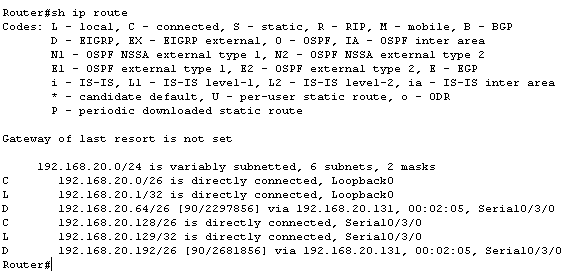 Router#sh ip route
Codes: L - local, C - connected, S - static, R - RIP, M - mobile, B - BGP
       D - EIGRP, EX - EIGRP external, O - OSPF, IA - OSPF inter area
       N1 - OSPF NSSA external type 1, N2 - OSPF NSSA external type 2
       E1 - OSPF external type 1, E2 - OSPF external type 2, E - EGP
       i - IS-IS, L1 - IS-IS level-1, L2 - IS-IS level-2, ia - IS-IS inter area
       * - candidate default, U - per-user static route, o - ODR
       P - periodic downloaded static route

Gateway of last resort is not set

     192.168.20.0/24 is variably subnetted, 6 subnets, 2 masks
C       192.168.20.0/26 is directly connected, Loopback0
L       192.168.20.1/32 is directly connected, Loopback0
D       192.168.20.64/26 [90/2297856] via 192.168.20.131, 00:02:05, Serial0/3/0
C       192.168.20.128/26 is directly connected, Serial0/3/0
L       192.168.20.129/32 is directly connected, Serial0/3/0
D       192.168.20.192/26 [90/2681856] via 192.168.20.131, 00:02:05, Serial0/3/0
Router#